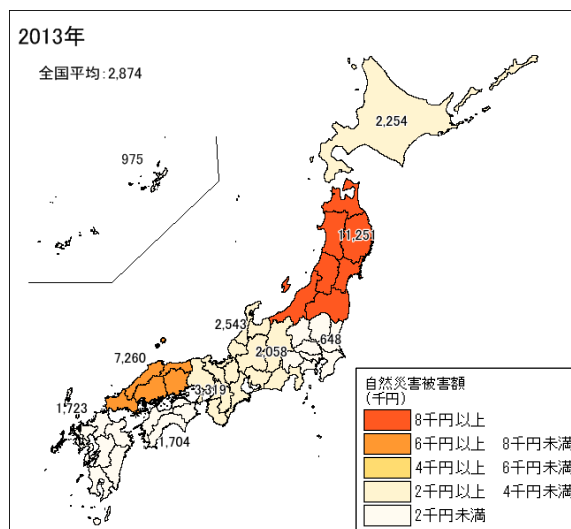 2013年
全国平均:2,874
2,254
975
11,251
2,543
648
2,058
7,260
3,319
1,723
1,704
自然災害被害額
(千円)
8千円以上
6千円以上 8千円未満
4千円以上 6千円未満
2千円以上 4千円未満
2千円未満